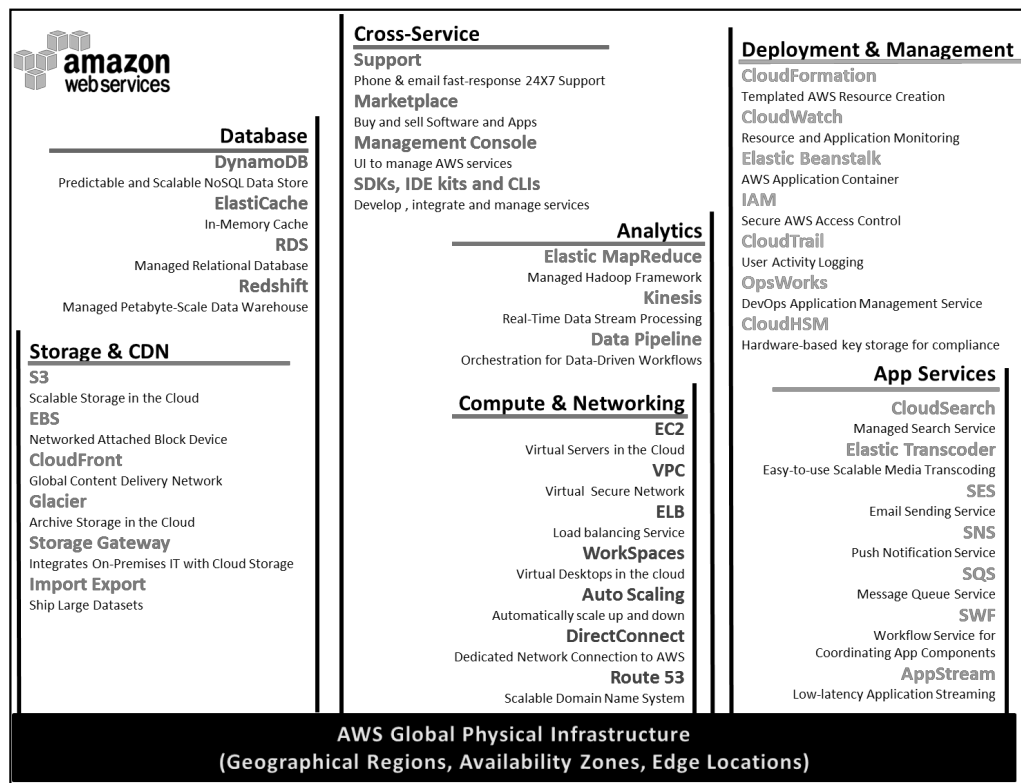 amazon
webservices
Database
DynamoDB
Predictable and Scalable NoSQL Data Store
ElastiCache
In-Memory Cache
RDS
Managed Relational Database
Redshift
Managed Petabyte-Scale Data Warehouse
Storage & CDN
S3
Scalable Storage in the Cloud
EBS
Networked Attached Block Device
CloudFront
Global Content Delivery Network
Glacier
Archive Storage in the Cloud
Storage Gateway
Integrates On-Premises IT with Cloud Storage
Import Export
Ship Large Datasets
Cross-Service
Support
Phone & email fast-response 24X7 Support
Marketplace
Buy and sell Software and Apps
Management Console
UI to manage AWS services
SDKs, IDE kits and CLIs
Develop , integrate and manage services
Analytics
Elastic MapReduce
Managed Hadoop Framework
Kinesis
Real-Time Data Stream Processing
Data Pipeline
Orchestration for Data-Driven Workflows
Compute & Networking
EC2
Virtual Servers in the Cloud
VPC
Virtual Secure Network
ELB
Load balancing Service
WorkSpaces
Virtual Desktops in the cloud
Auto Scaling
Automatically scale up and down
DirectConnect
Dedicated Network Connection to AWS
Route 53
Scalable Domain Name System
Deployment & Management
CloudFormation
Templated AWS Resource Creation
CloudWatch
Resource and Application Monitoring
Elastic Beanstalk
AWS Application Container
IAM
Secure AWS Access Control
CloudTrail
User Activity Logging
OpsWorks
DevOps Application Management Service
CloudHSM
Hardware-based key storage for compliance
App Services
CloudSearch
Managed Search Service
Elastic Transcoder
Easy-to-use Scalable Media Transcoding
SES
Email Sending Service
SNS
Push Notification Service
SQS
Message Queue Service
SWF
Workflow Service for
Coordinating App Components
AppStream
Low-latency Application Streaming
AWS Global Physical Infrastructure
(Geographical Regions, Availability Zones, Edge Locations)